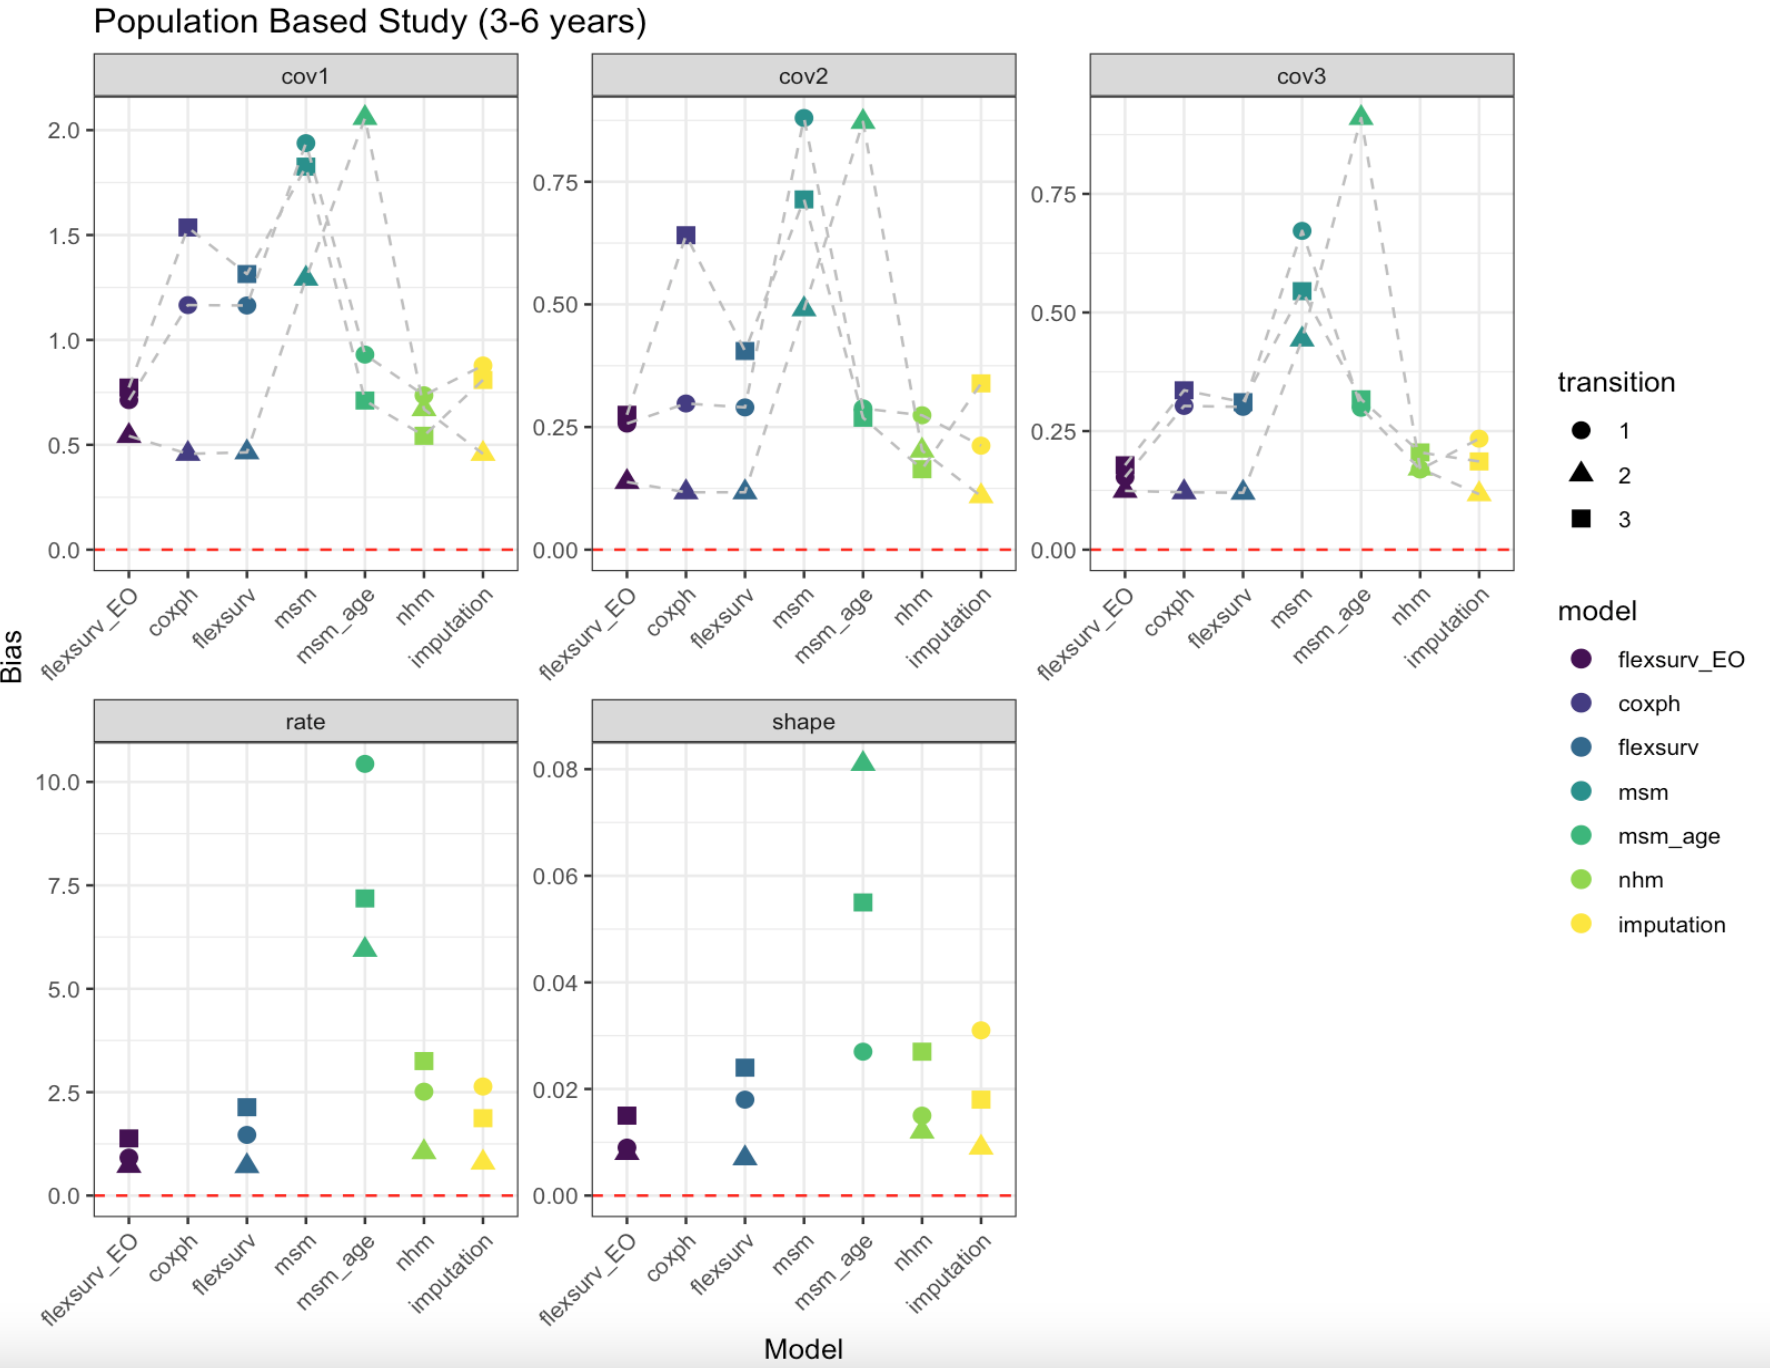 Population Based Study (3-6 years)
cov1
cov2
cov3
2.0
1.5
1.0
0.5
0.0
0.75
0.50
0.25
0.00
0.75
0.50
0.25
0.00
flexsurv_EO
coxph
flexsurv
msm
msm_age
nhm
imputation
flexsurv_EO
coxph
flexsurv
msm
msm_age
nhm
imputation
flexsurv_EO
coxph
flexsurv
msm
msm_age
nhm
imputation
Bias
rate
shape
10.0
7.5
5.0
2.5
0.0
0.08
0.06
0.04
0.02
0.00
flexsurv_EO
coxph
flexsurv
msm
msm_age
nhm
imputation
flexsurv_EO
coxph
flexsurv
msm
msm_age
nhm
imputation
Model
transition
1
2
3
model
flexsurv_EO
coxph
flexsurv
msm
msm_age
nhm
imputation